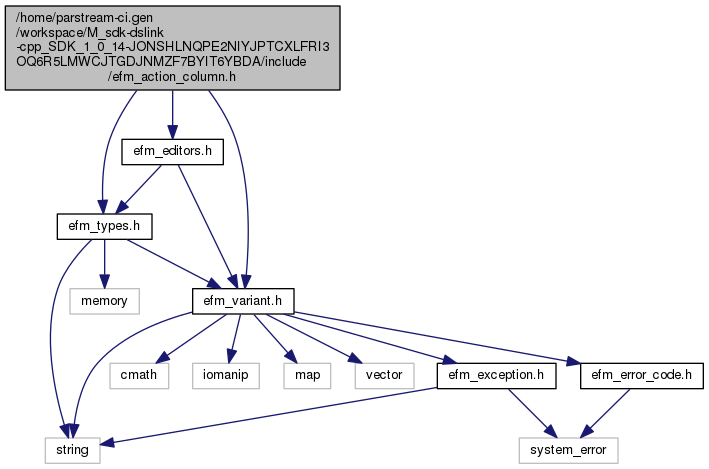 /home/parstream-ci.gen
/workspace/M_sdk-dslink
-cpp_SDK_1_0_14-JONSHLNQPE2NIYJPTCXLFRI3
OQ6R5LMWCJTGDJNMZF7BYIT6YBDA/include
/efm_action_column.h
efm_editors.h
efm_types.h
memory
efm_variant.h
cmath
iomanip
map
vector
efm_exception.h
efm_error_code.h
string
system_error